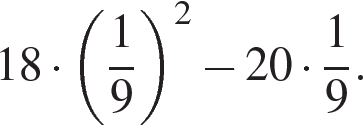 18 · (1/9)² − 20 · 1/9.